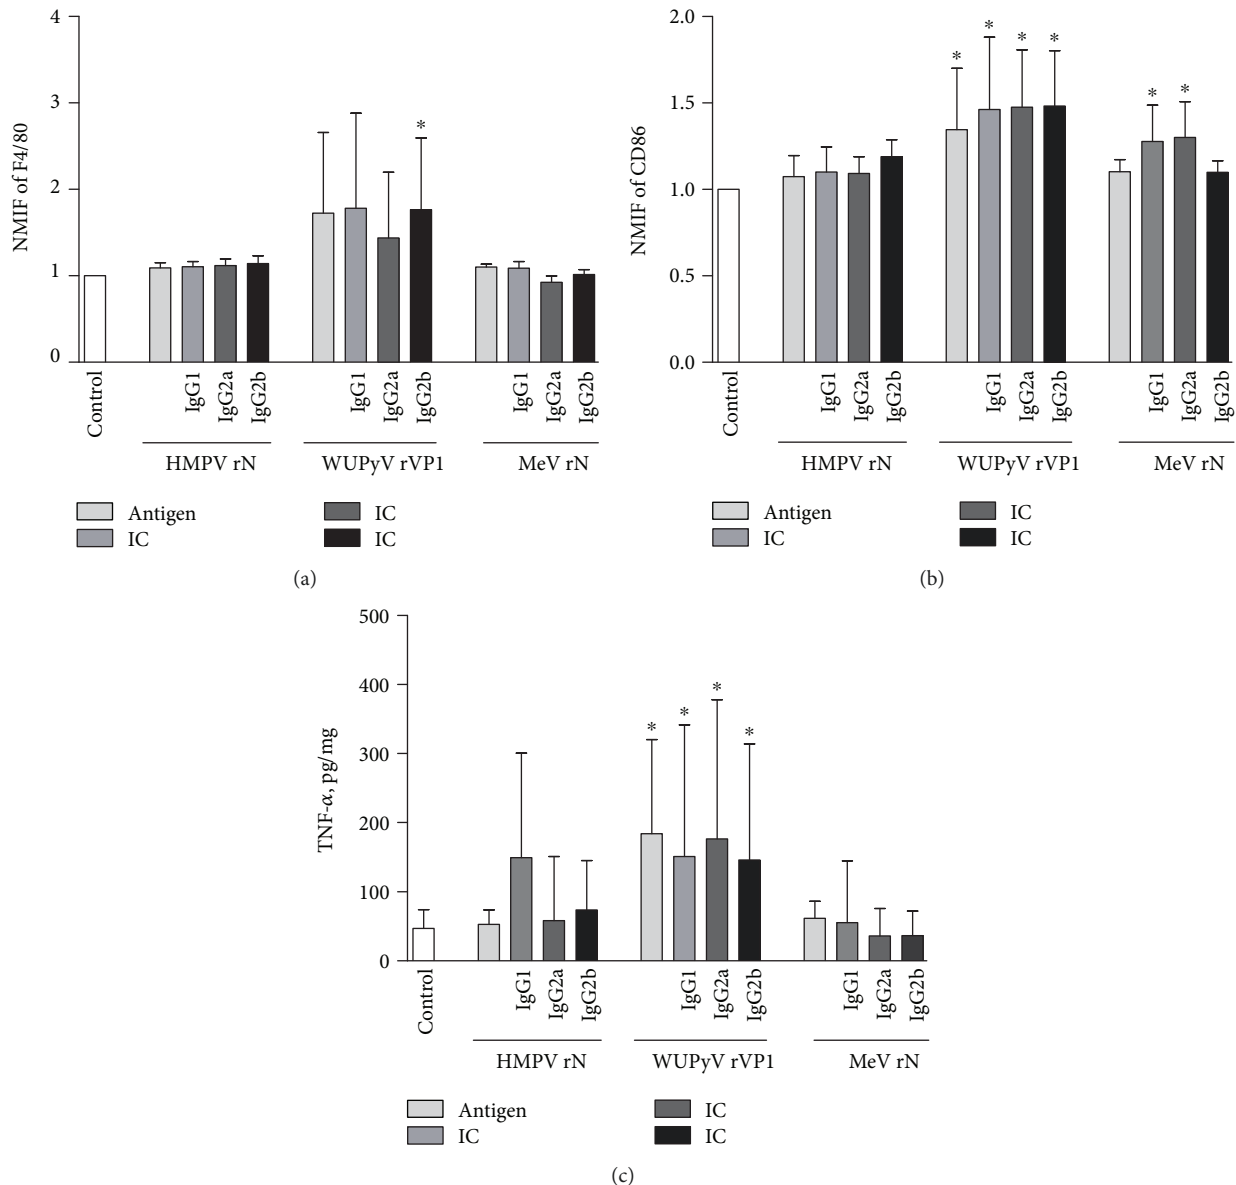 4
3
2
1
0
NMIF of F4/80
*
Control
IgG1
IgG2a
IgG2b
IgG1
IgG2a
IgG2b
IgG1
IgG2a
IgG2b
HMPV rN
WUPyV rVP1
MeV rN
Antigen
IC
IC
IC
(a)
2.0
1.5
1.0
0.5
0.0
NMIF of CD86
* * * * * *
Control
IgG1
IgG2a
IgG2b
IgG1
IgG2a
IgG2b
IgG1
IgG2a
IgG2b
HMPV rN
WUPyV rVP1
MeV rN
Antigen
IC
IC
IC
(b)
500
400
300
200
100
0
TNF-α, pg/mg
* * * *
Control
IgG1
IgG2a
IgG2b
IgG1
IgG2a
IgG2b
IgG1
IgG2a
IgG2b
HMPV rN
WUPyV rVP1
MeV rN
Antigen
IC
IC
IC
(c)